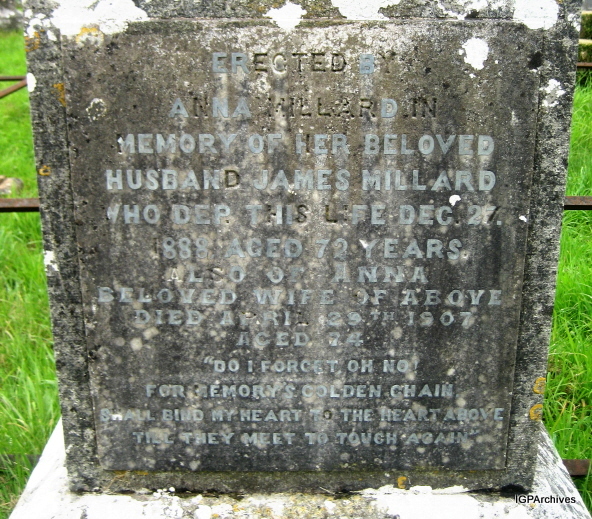 ERECTED BY
ANNA MILLARD IN
MEMORY OF HER BELOVED
HUSBAND JAMES MILLARD
WHO DEP. THIS LIFE DEC. 27.
1888 AGED 72 YEARS.
ALSO OF ANNA
BELOVED WIFE OF ABOVE
DIED APRIL 29TH 1907
AGED 74
"DO I FORGET, OH NO!
FOR MEMORY'S GOLDEN CHAIN
SHALL BIND MY HEART TO THE HEART ABOVE
TILL THEY MEET TO TOUCH AGAIN"
IGPArchives